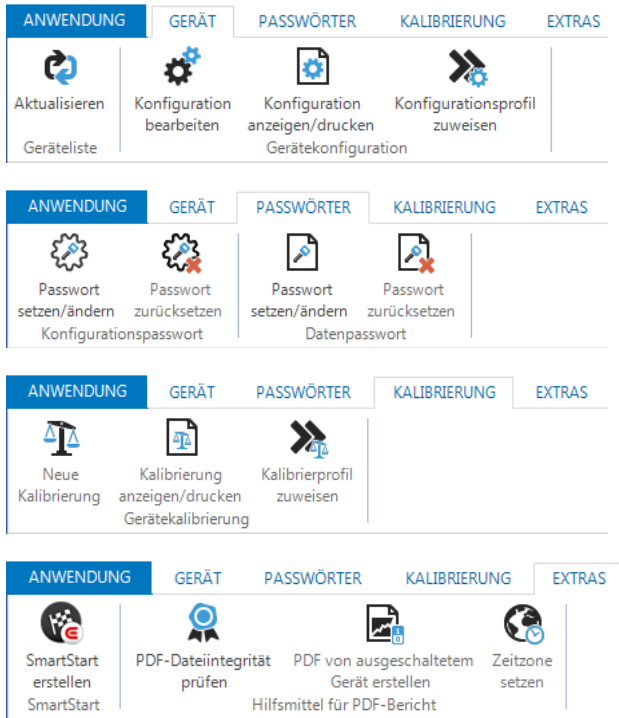 ANWENDUNG GERÄT PASSWÖRTER KALIBRIERUNG EXTRAS
Aktualisieren Konfiguration Konfiguration Konfigurationsprofil
bearbeiten anzeigen/drucken zuweisen
Geräteliste Gerätekonfiguration
ANWENDUNG GERÄT PASSWÖRTER KALIBRIERUNG EXTRAS
Passwort Passwort Passwort Passwort
setzen/ändern zurücksetzen setzen/ändern zurücksetzen
Konfigurationspasswort Datenpasswort
ANWENDUNG GERÄT PASSWÖRTER KALIBRIERUNG EXTRAS
Neue Kalibrierung Kalibrierprofil
Kalibrierung anzeigen/drucken zuweisen
Gerätekalibrierung
ANWENDUNG GERÄT PASSWÖRTER KALIBRIERUNG EXTRAS
SmartStart PDF-Dateiintegrität PDF von ausgeschaltetem Zeitzone
erstellen prüfen Gerät erstellen setzen
SmartStart Hilfsmittel für PDF-Bericht